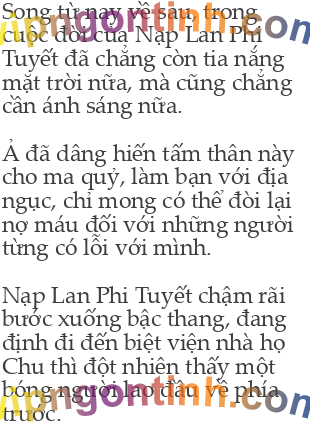 Song từ nay về sau, trong
cuộc đời của Nạp Lan Phi
Tuyết đã chẳng còn tia nắng
mặt trời nữa, mà cũng chẳng
cần ánh sáng nữa.
Ả đã dâng hiến tấm thân này
cho ma quỷ, làm bạn với địa
ngục, chỉ mong có thể đòi lại
nợ máu đối với những người
từng có lỗi với mình.
Nạp Lan Phi Tuyết chậm rãi
bước xuống bậc thang, đang
định đi đến biệt viện nhà họ
Chu thì đột nhiên thấy một
bóng người lao đầu về phía
trước.
vipngontinh.com
vipngontinh.com